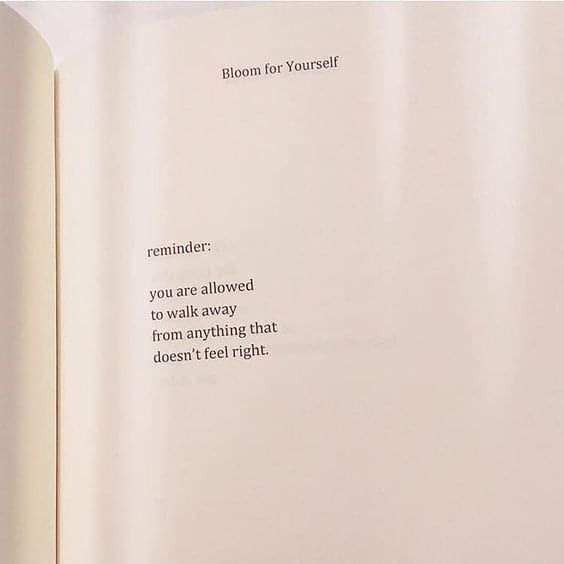 Bloom for Yourself
reminder:
you are allowed
to walk away
from anything that
doesn't feel right.